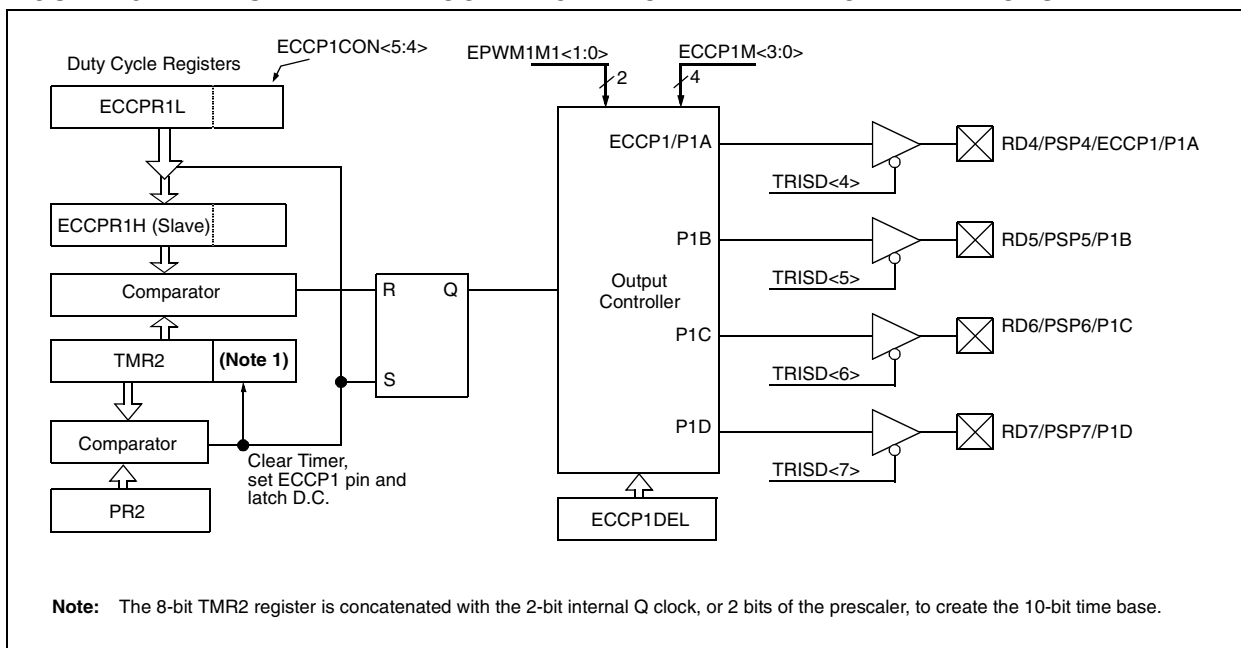 ECCP1CON<5:4>
Duty Cycle Registers
ECCPR1L
ECCPR1H (Slave)
Comparator
TMR2
(Note 1)
Comparator
PR2
Clear Timer,
set ECCP1 pin and
latch D.C.
R
Q
S
EPWM1M1<1:0>
2
ECCP1M<3:0>
4
ECCP1/P1A
P1B
Output
Controller
P1C
P1D
ECCP1DEL
TRISD<4>
RD4/PSP4/ECCP1/P1A
TRISD<5>
RD5/PSP5/P1B
TRISD<6>
RD6/PSP6/P1C
TRISD<7>
RD7/PSP7/P1D
Note: The 8-bit TMR2 register is concatenated with the 2-bit internal Q clock, or 2 bits of the prescaler, to create the 10-bit time base.